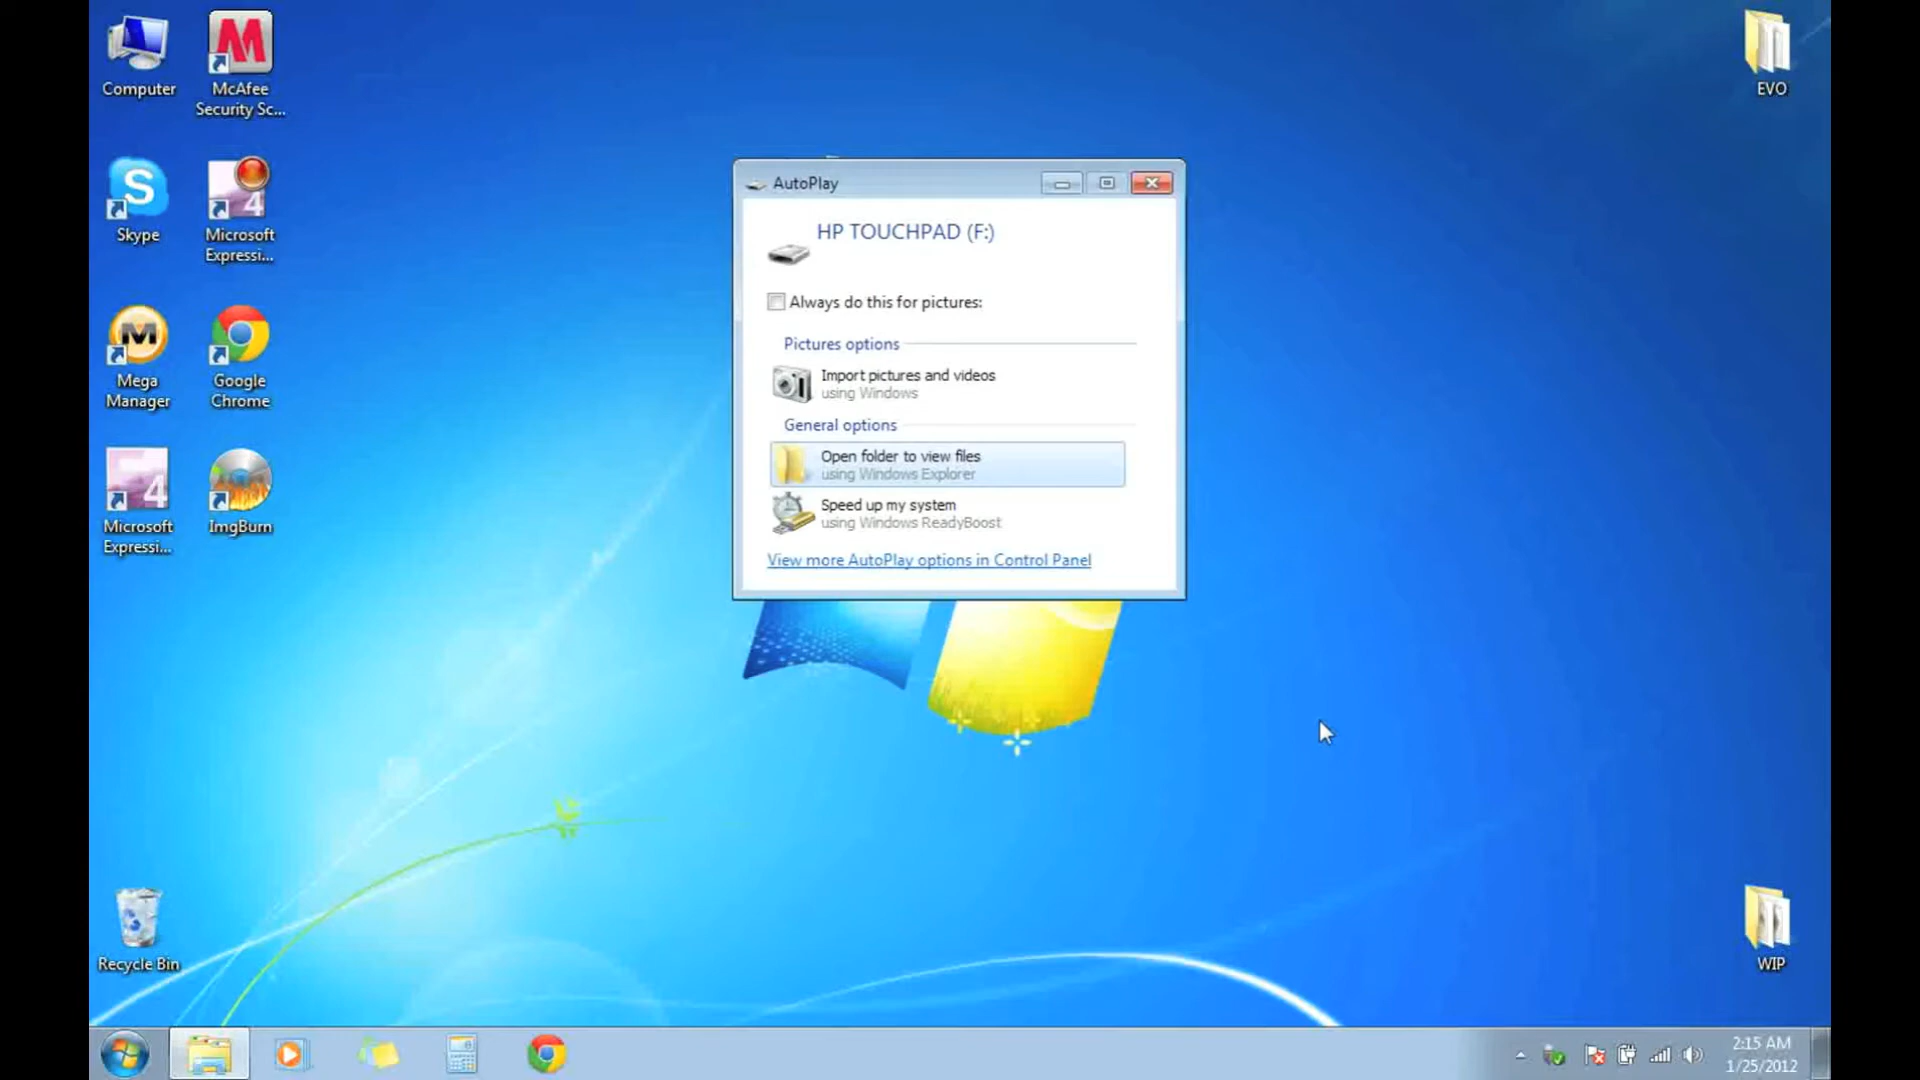 Computer
McAfee
Security Sc...
EVO
Skype
Microsoft
Expressi...
Mega
Manager
Google
Chrome
Microsoft
Expressi...
ImgBurn
AutoPlay
HP TOUCHPAD (F:)
Always do this for pictures:
Pictures options
Import pictures and videos
using Windows
General options
Open folder to view files
using Windows Explorer
Speed up my system
using Windows ReadyBoost
View more AutoPlay options in Control Panel
Recycle Bin
WIP
2:15 AM
1/25/2012